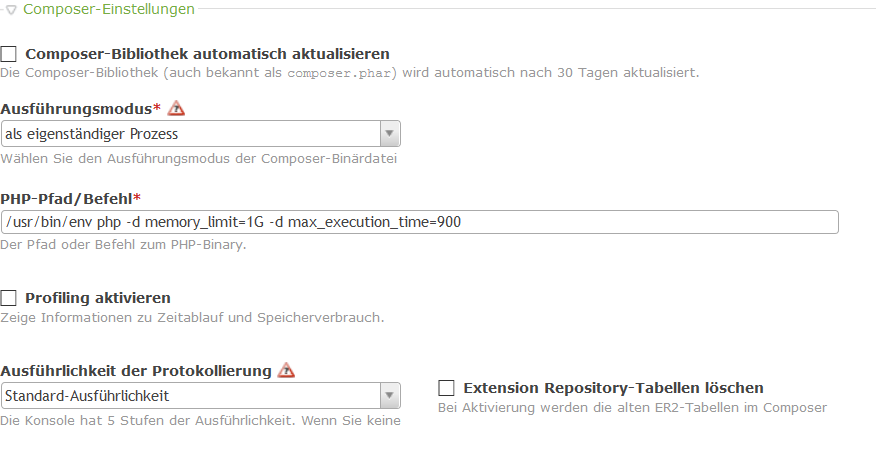 Composer-Einstellungen
Composer-Bibliothek automatisch aktualisieren
Die Composer-Bibliothek (auch bekannt als composer.phar) wird automatisch nach 30 Tagen aktualisiert.
Ausführungsmodus*
als eigenständiger Prozess
Wählen Sie den Ausführungsmodus der Composer-Binärdatei
PHP-Pfad/Befehl*
/usr/bin/env php -d memory_limit=1G -d max_execution_time=900
Der Pfad oder Befehl zum PHP-Binary.
Profiling aktivieren
Zeige Informationen zu Zeitablauf und Speicherverbrauch.
Ausführlichkeit der Protokollierung
Standard-Ausführlichkeit
Die Konsole hat 5 Stufen der Ausführlichkeit. Wenn Sie keine
Extension Repository-Tabellen löschen
Bei Aktivierung werden die alten ER2-Tabellen im Composer